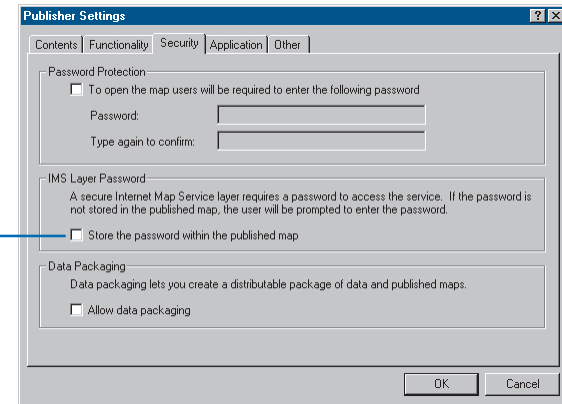 Publisher Settings
Contents Functionality Security Application Other
Password Protection
To open the map users will be required to enter the following password
Password:
Type again to confirm:
IMS Layer Password
A secure Internet Map Service layer requires a password to access the service. If the password is
not stored in the published map, the user will be prompted to enter the password.
Store the password within the published map
Data Packaging
Data packaging lets you create a distributable package of data and published maps.
Allow data packaging
OK Cancel